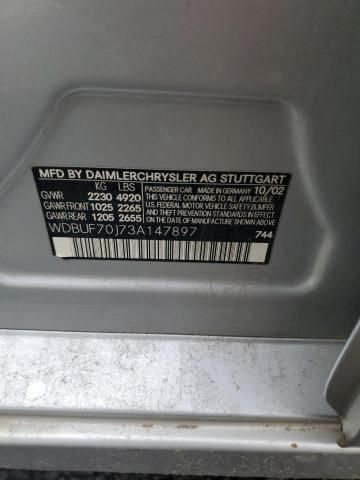 MFD BY DAIMLERCHRYSLER AG STUTTGART
KG LBS PASSENGER CAR MADE IN GERMANY 10/02
GVWR 2230 4920 THIS VEHICLE CONFORMS TO ALL APPLICABLE
GAWR FRONT 1025 2265 U.S. FEDERAL MOTOR VEHICLE SAFETY, BUMPER
GAWR REAR 1205 2655 AND THEFT PREVENTION STANDARDS IN EFFECT
ON THE DATE OF MANUFACTURE SHOWN ABOVE.
WDBUF70J73A147897 744